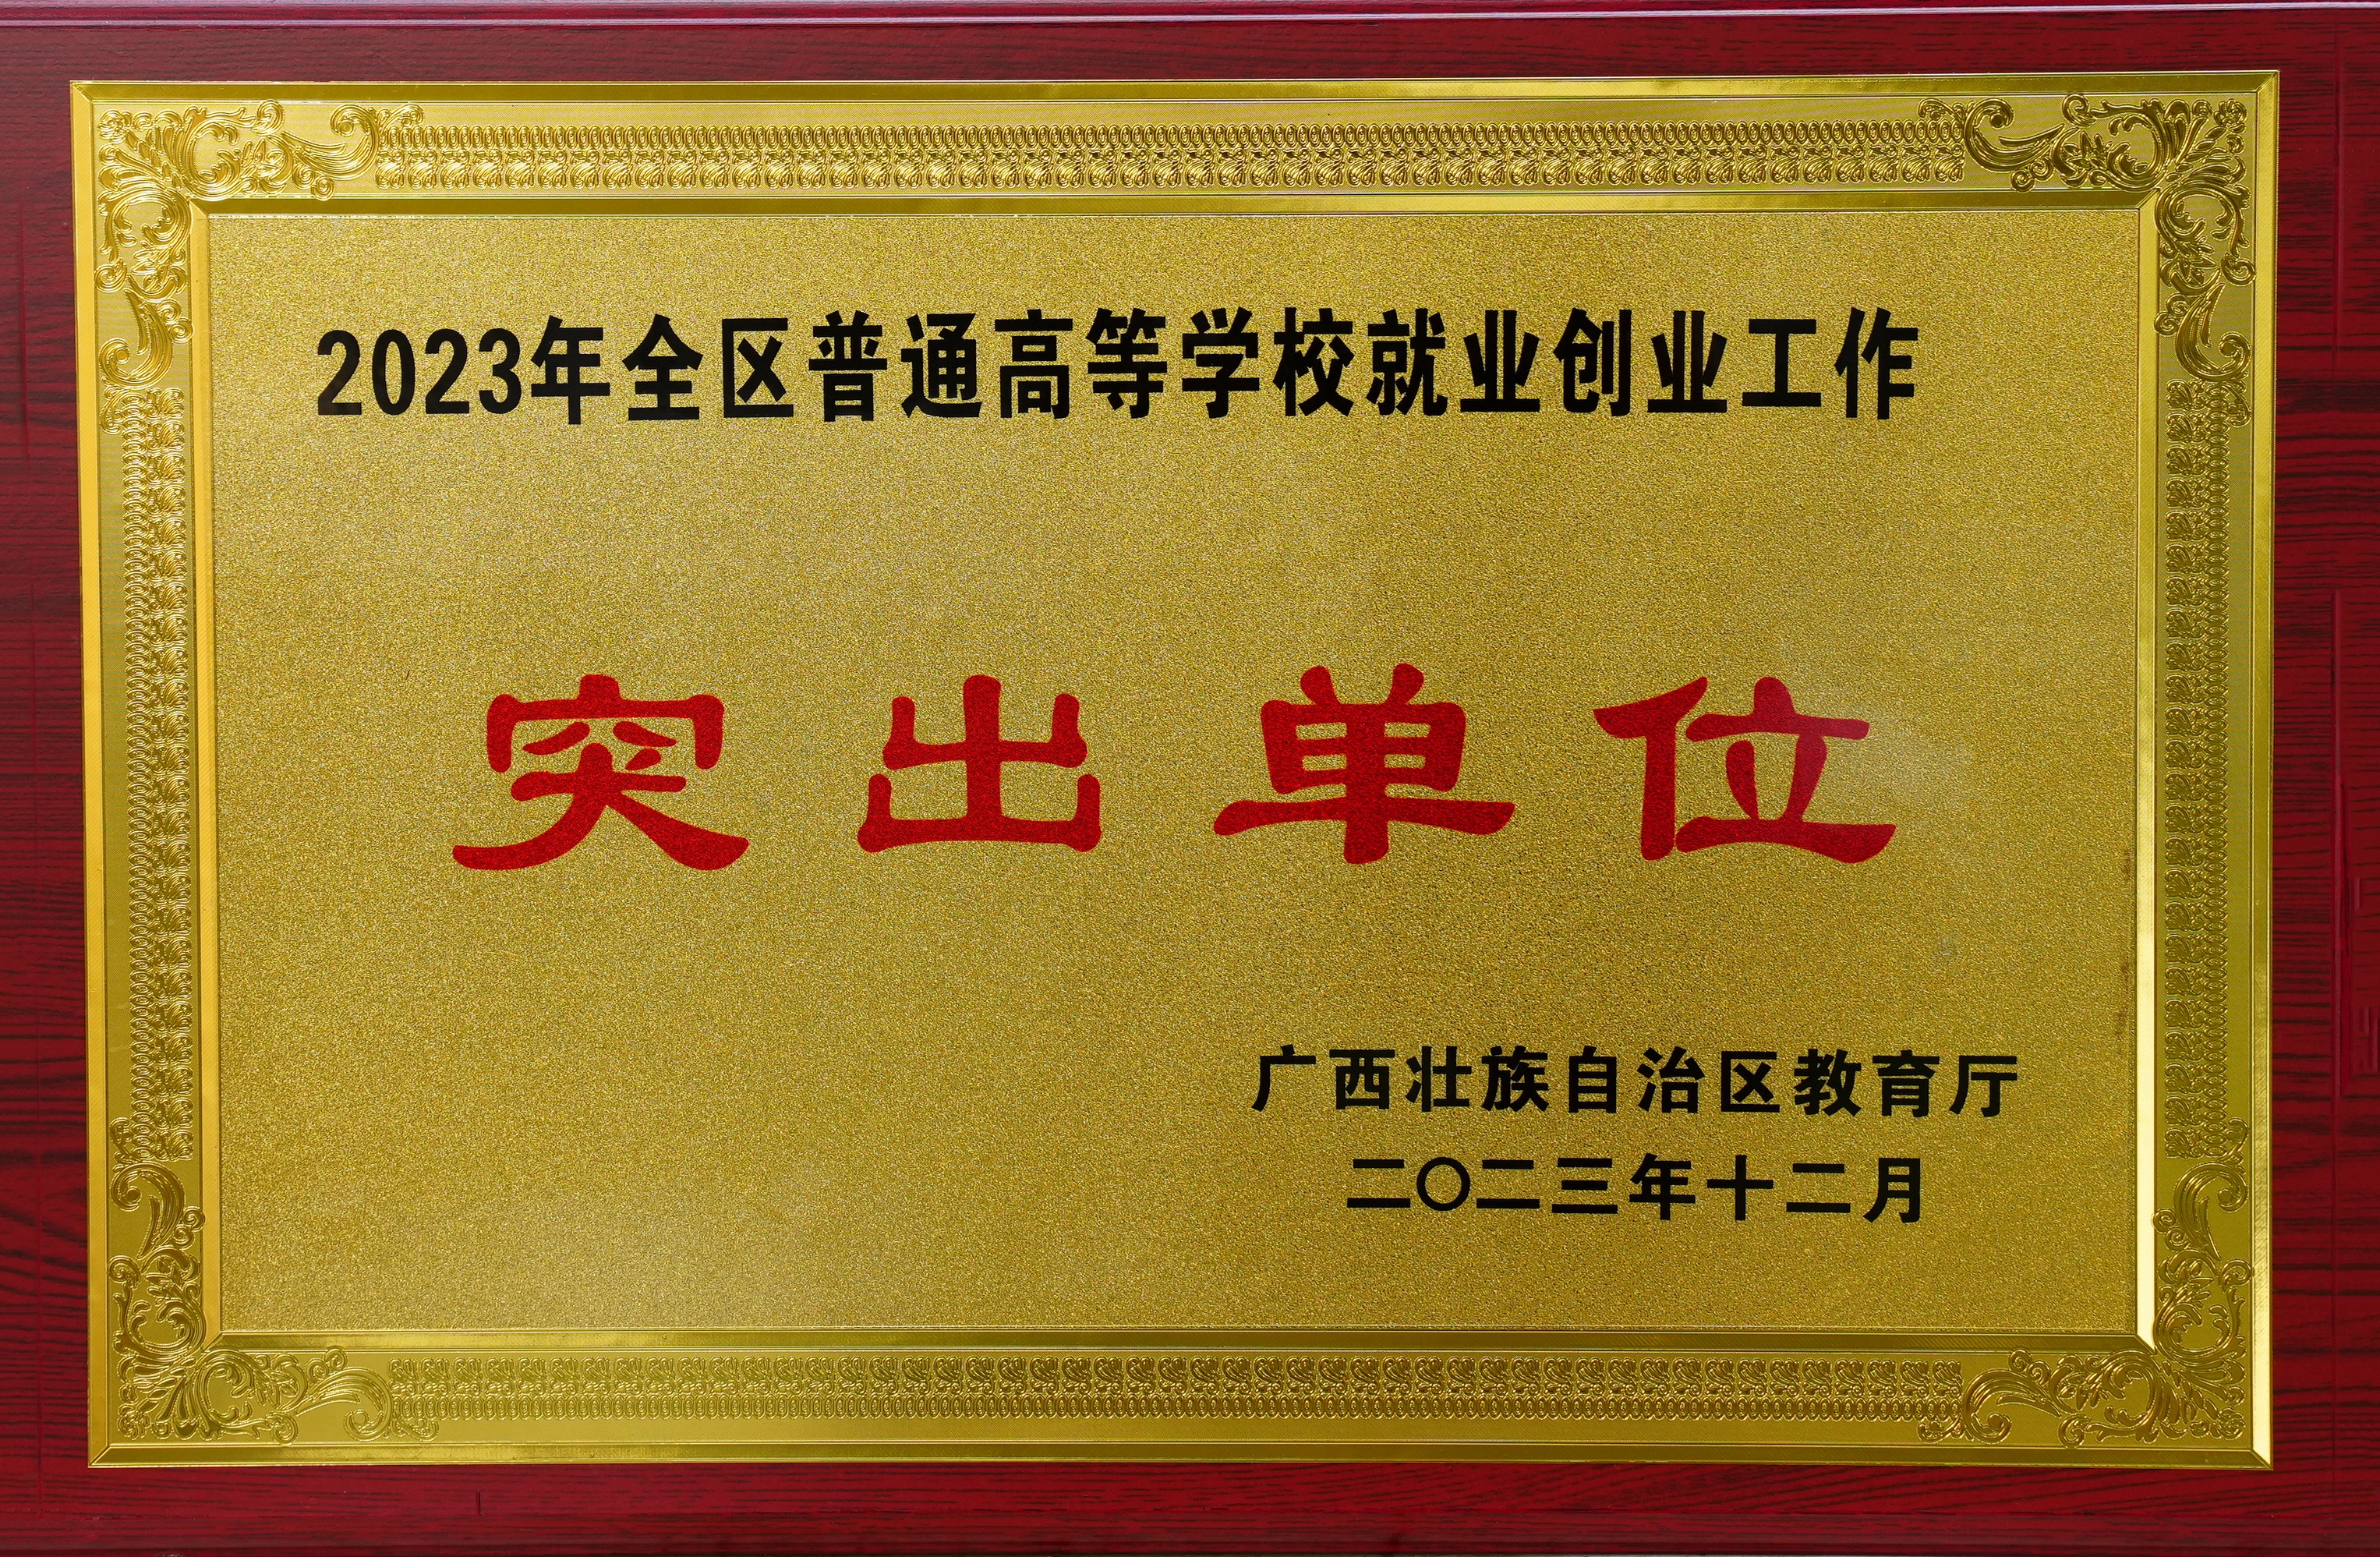 2023年全区普通高等学校就业创业工作
突出单位
广西壮族自治区教育厅
二〇二三年十二月